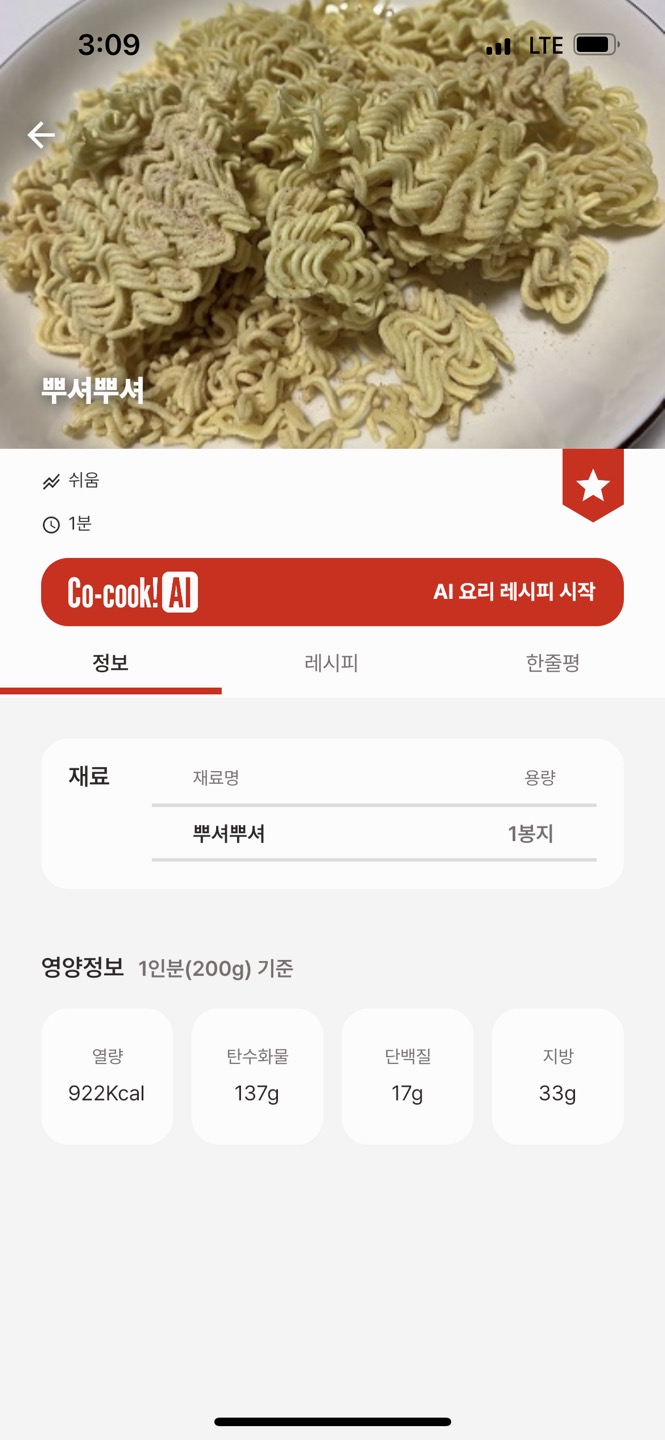 3:09 LTE
뿌셔뿌셔
쉬움
1분
Co-cook! AI AI 요리 레시피 시작
정보 레시피 한줄평
재료 재료명 용량
뿌셔뿌셔 1봉지
영양정보 1인분(200g) 기준
열량 탄수화물 단백질 지방
922Kcal 137g 17g 33g